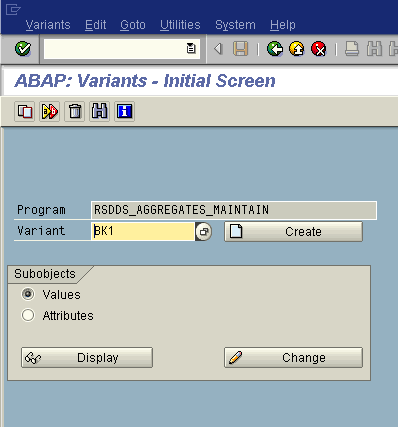 Variants Edit Goto Utilities System Help
ABAP: Variants - Initial Screen
Program RSDDS_AGGREGATES_MAINTAIN
Variant BK1 Create
Subobjects
Values
Attributes
Display Change